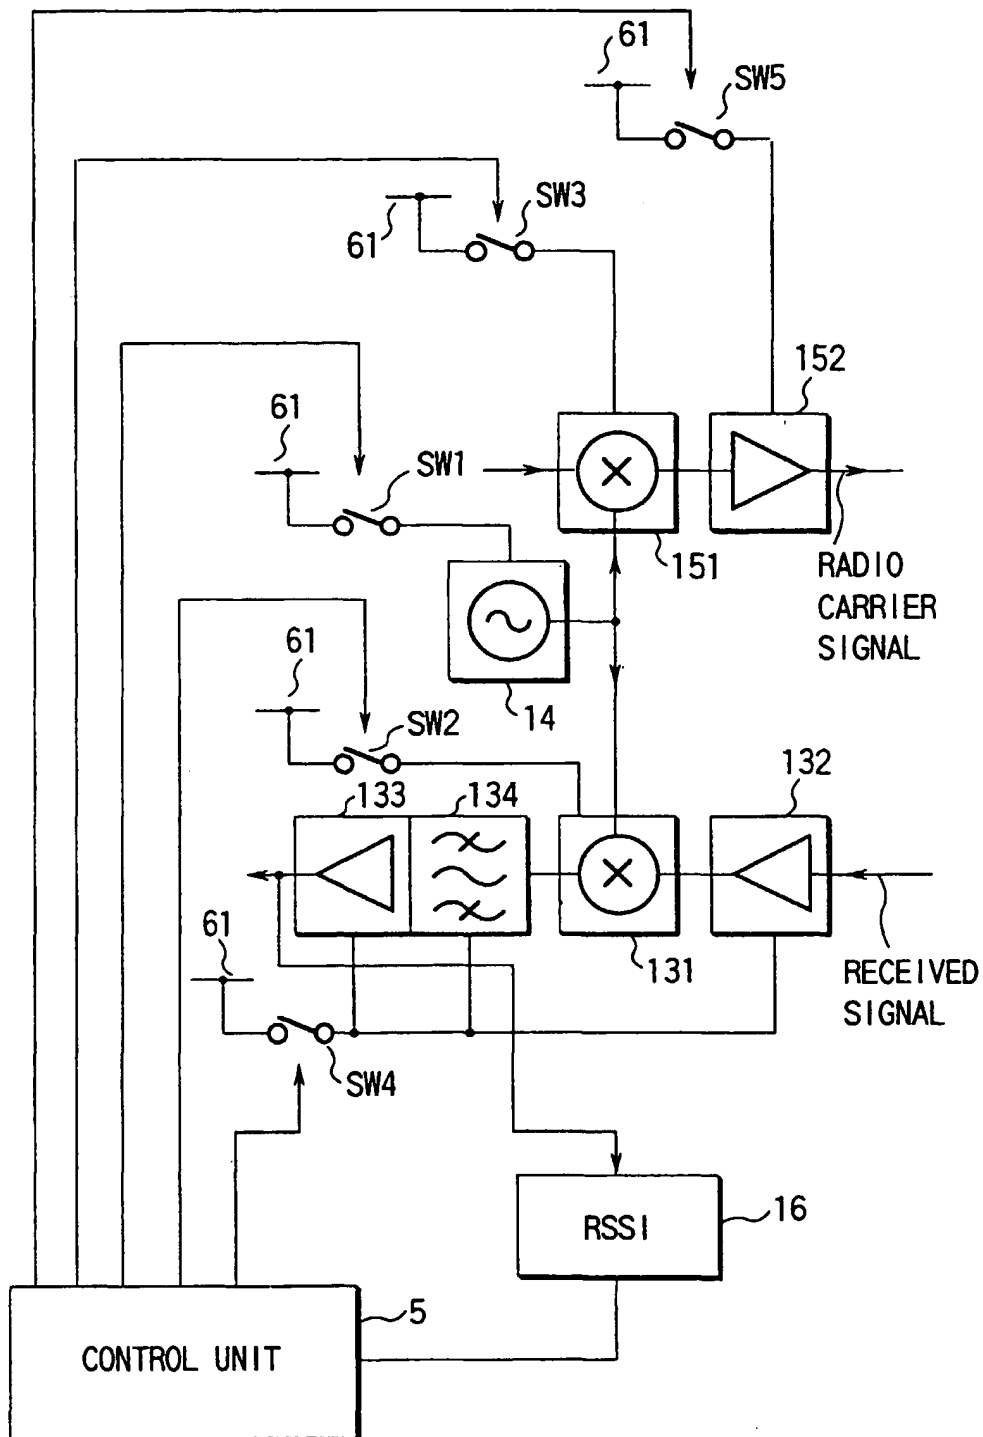 61
SW5
SW3
61
152
61
SW1
151
RADIO
CARRIER
SIGNAL
61
14
SW2
132
133
134
61
131
RECEIVED
SIGNAL
SW4
RSSI
16
5
CONTROL UNIT